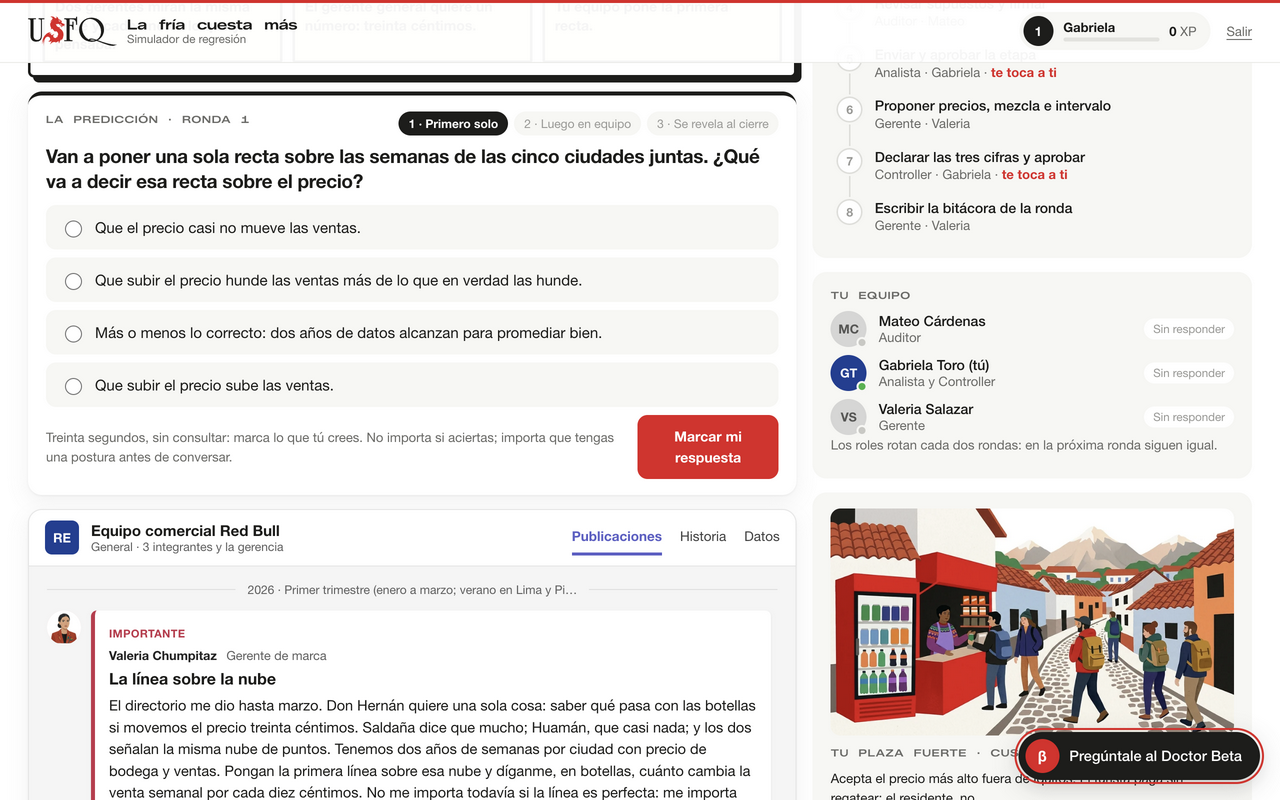 USFQ
La fría cuesta más
Simulador de regresión
1
Gabriela
0 XP
Salir
número: treinta céntimos.
recta.
LA PREDICCIÓN · RONDA 1
1 · Primero solo
2 · Luego en equipo
3 · Se revela al cierre
Van a poner una sola recta sobre las semanas de las cinco ciudades juntas. ¿Qué
va a decir esa recta sobre el precio?
Que el precio casi no mueve las ventas.
Que subir el precio hunde las ventas más de lo que en verdad las hunde.
Más o menos lo correcto: dos años de datos alcanzan para promediar bien.
Que subir el precio sube las ventas.
Treinta segundos, sin consultar: marca lo que tú crees. No importa si aciertas; importa que tengas
una postura antes de conversar.
Marcar mi
respuesta
RE
Equipo comercial Red Bull
General · 3 integrantes y la gerencia
Publicaciones
Historia
Datos
2026 · Primer trimestre (enero a marzo; verano en Lima y Pi…
IMPORTANTE
Valeria Chumpitaz Gerente de marca
La línea sobre la nube
El directorio me dio hasta marzo. Don Hernán quiere una sola cosa: saber qué pasa con las botellas
si movemos el precio treinta céntimos. Saldaña dice que mucho; Huamán, que casi nada; y los dos
señalan la misma nube de puntos. Tenemos dos años de semanas por ciudad con precio de
bodega y ventas. Pongan la primera línea sobre esa nube y díganme, en botellas, cuánto cambia la
venta semanal por cada diez céntimos. No me importa todavía si la línea es perfecta: me importa
Enviar y aprobar la etapa
Analista · Gabriela · te toca a ti
6
Proponer precios, mezcla e intervalo
Gerente · Valeria
7
Declarar las tres cifras y aprobar
Controller · Gabriela · te toca a ti
8
Escribir la bitácora de la ronda
Gerente · Valeria
TU EQUIPO
MC
Mateo Cárdenas
Auditor
Sin responder
GT
Gabriela Toro (tú)
Analista y Controller
Sin responder
VS
Valeria Salazar
Gerente
Sin responder
Los roles rotan cada dos rondas: en la próxima ronda siguen igual.
TU PLAZA FUERTE ·
Acepta el precio más alto fuera de
regatear: el residente, no
β
Pregúntale al Doctor Beta